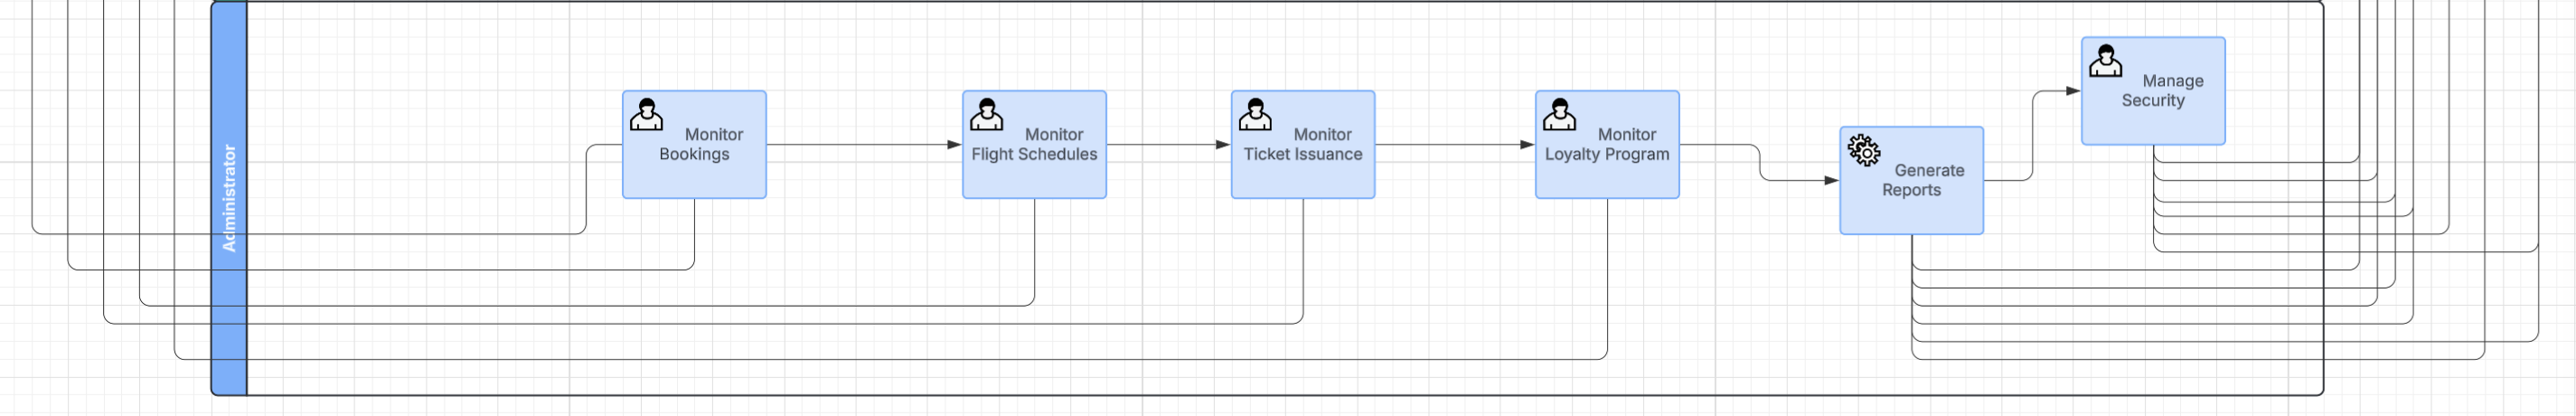 Administrator
Monitor
Bookings
Monitor
Flight Schedules
Monitor
Ticket Issuance
Monitor
Loyalty Program
Generate
Reports
Manage
Security